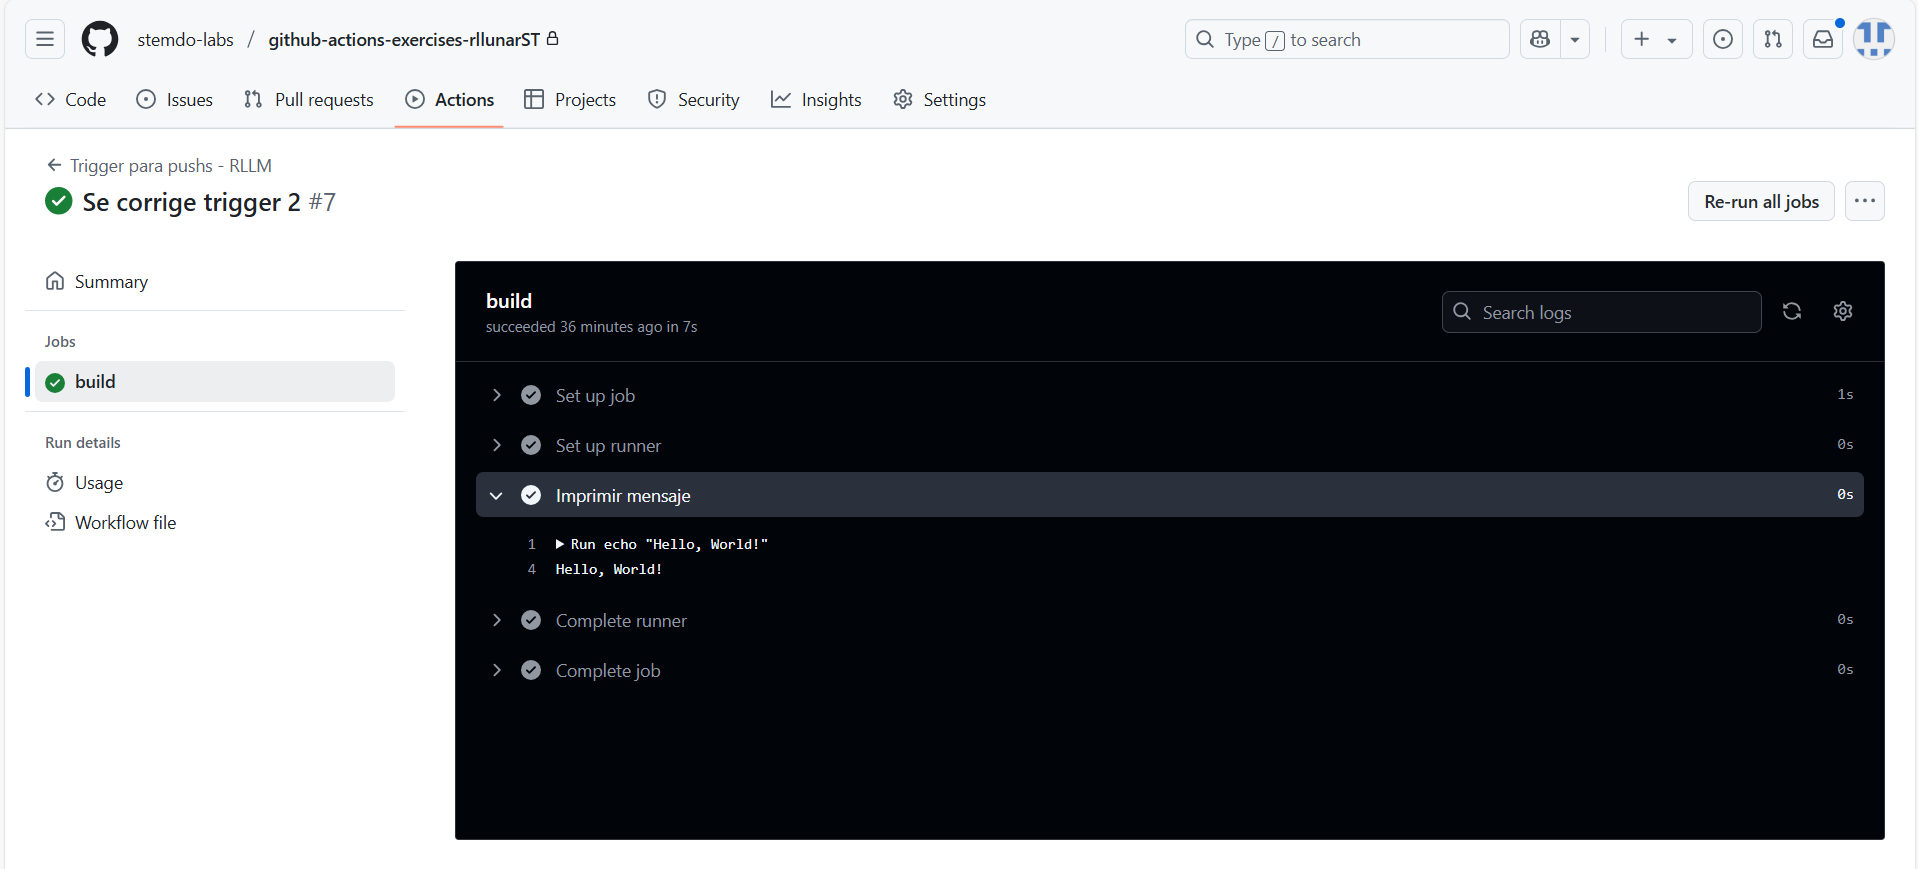 stemdo-labs / github-actions-exercises-rllunarST
Type / to search
Code Issues Pull requests Actions Projects Security Insights Settings
Trigger para pushs - RLLM
Se corrige trigger 2 #7
Re-run all jobs
Summary
Jobs
build
Run details
Usage
Workflow file
build
succeeded 36 minutes ago in 7s
Search logs
Set up job 1s
Set up runner 0s
Imprimir mensaje 0s
1 Run echo "Hello, World!"
4 Hello, World!
Complete runner 0s
Complete job 0s